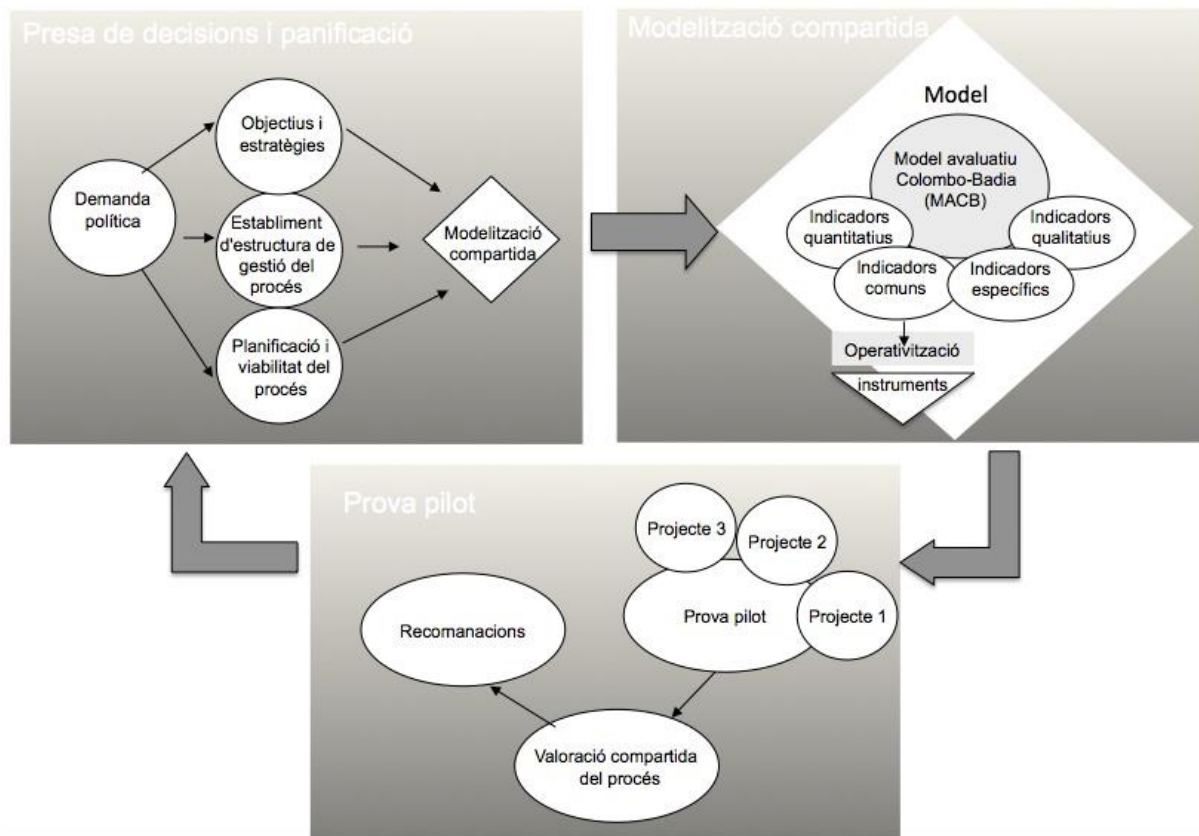 Presa de decisions i panificació
Demanda
política
Objectius i
estratègies
Establiment
d'estructura de
gestió del
procés
Planificació i
viabilitat del
procés
Modelització
compartida
Modelització compartida
Model
Model avaluatiu
Colombo-Badia
(MACB)
Indicadors
quantitatius
Indicadors
qualitatius
Indicadors
comuns
Indicadors
específics
Operativització
instruments
Prova pilot
Projecte 3
Projecte 2
Projecte 1
Prova pilot
Recomanacions
Valoració compartida
del procés